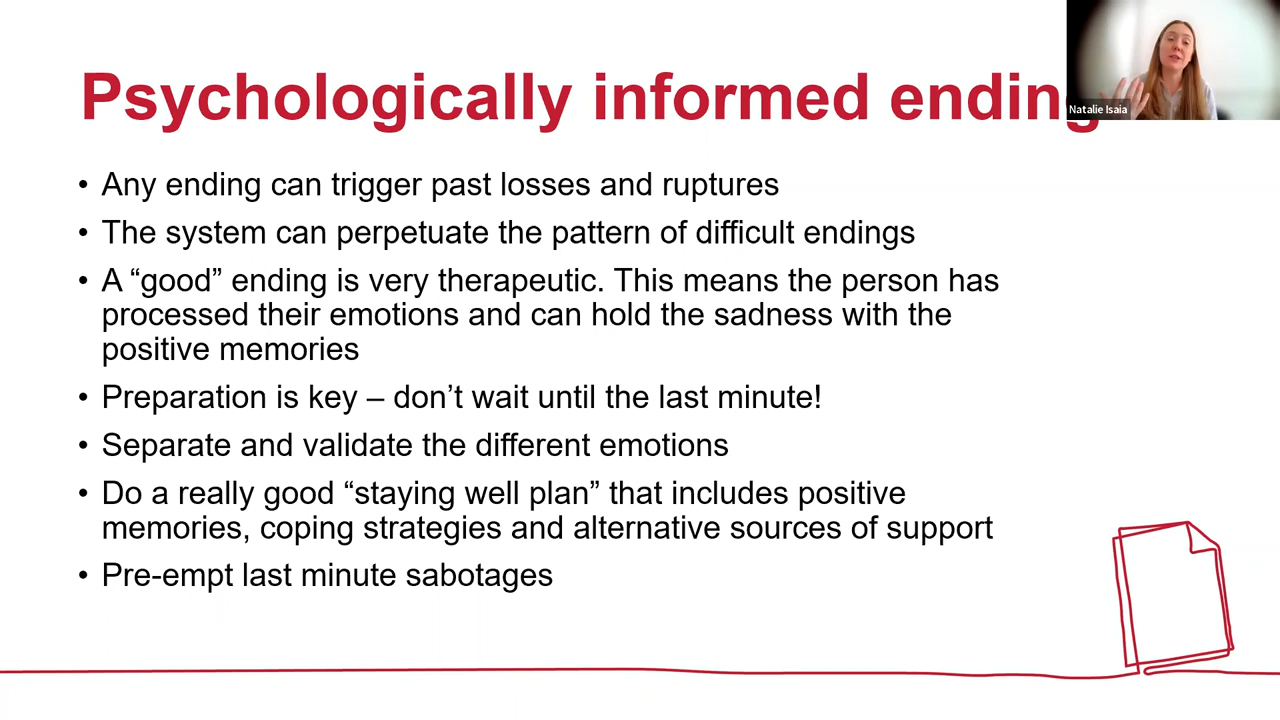 Psychologically informed ending
Natalie Isaia
• Any ending can trigger past losses and ruptures
• The system can perpetuate the pattern of difficult endings
• A “good” ending is very therapeutic. This means the person has
processed their emotions and can hold the sadness with the
positive memories
• Preparation is key – don’t wait until the last minute!
• Separate and validate the different emotions
• Do a really good “staying well plan” that includes positive
memories, coping strategies and alternative sources of support
• Pre-empt last minute sabotages